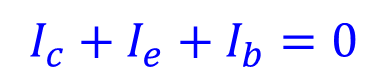 I_c + I_e + I_b = 0